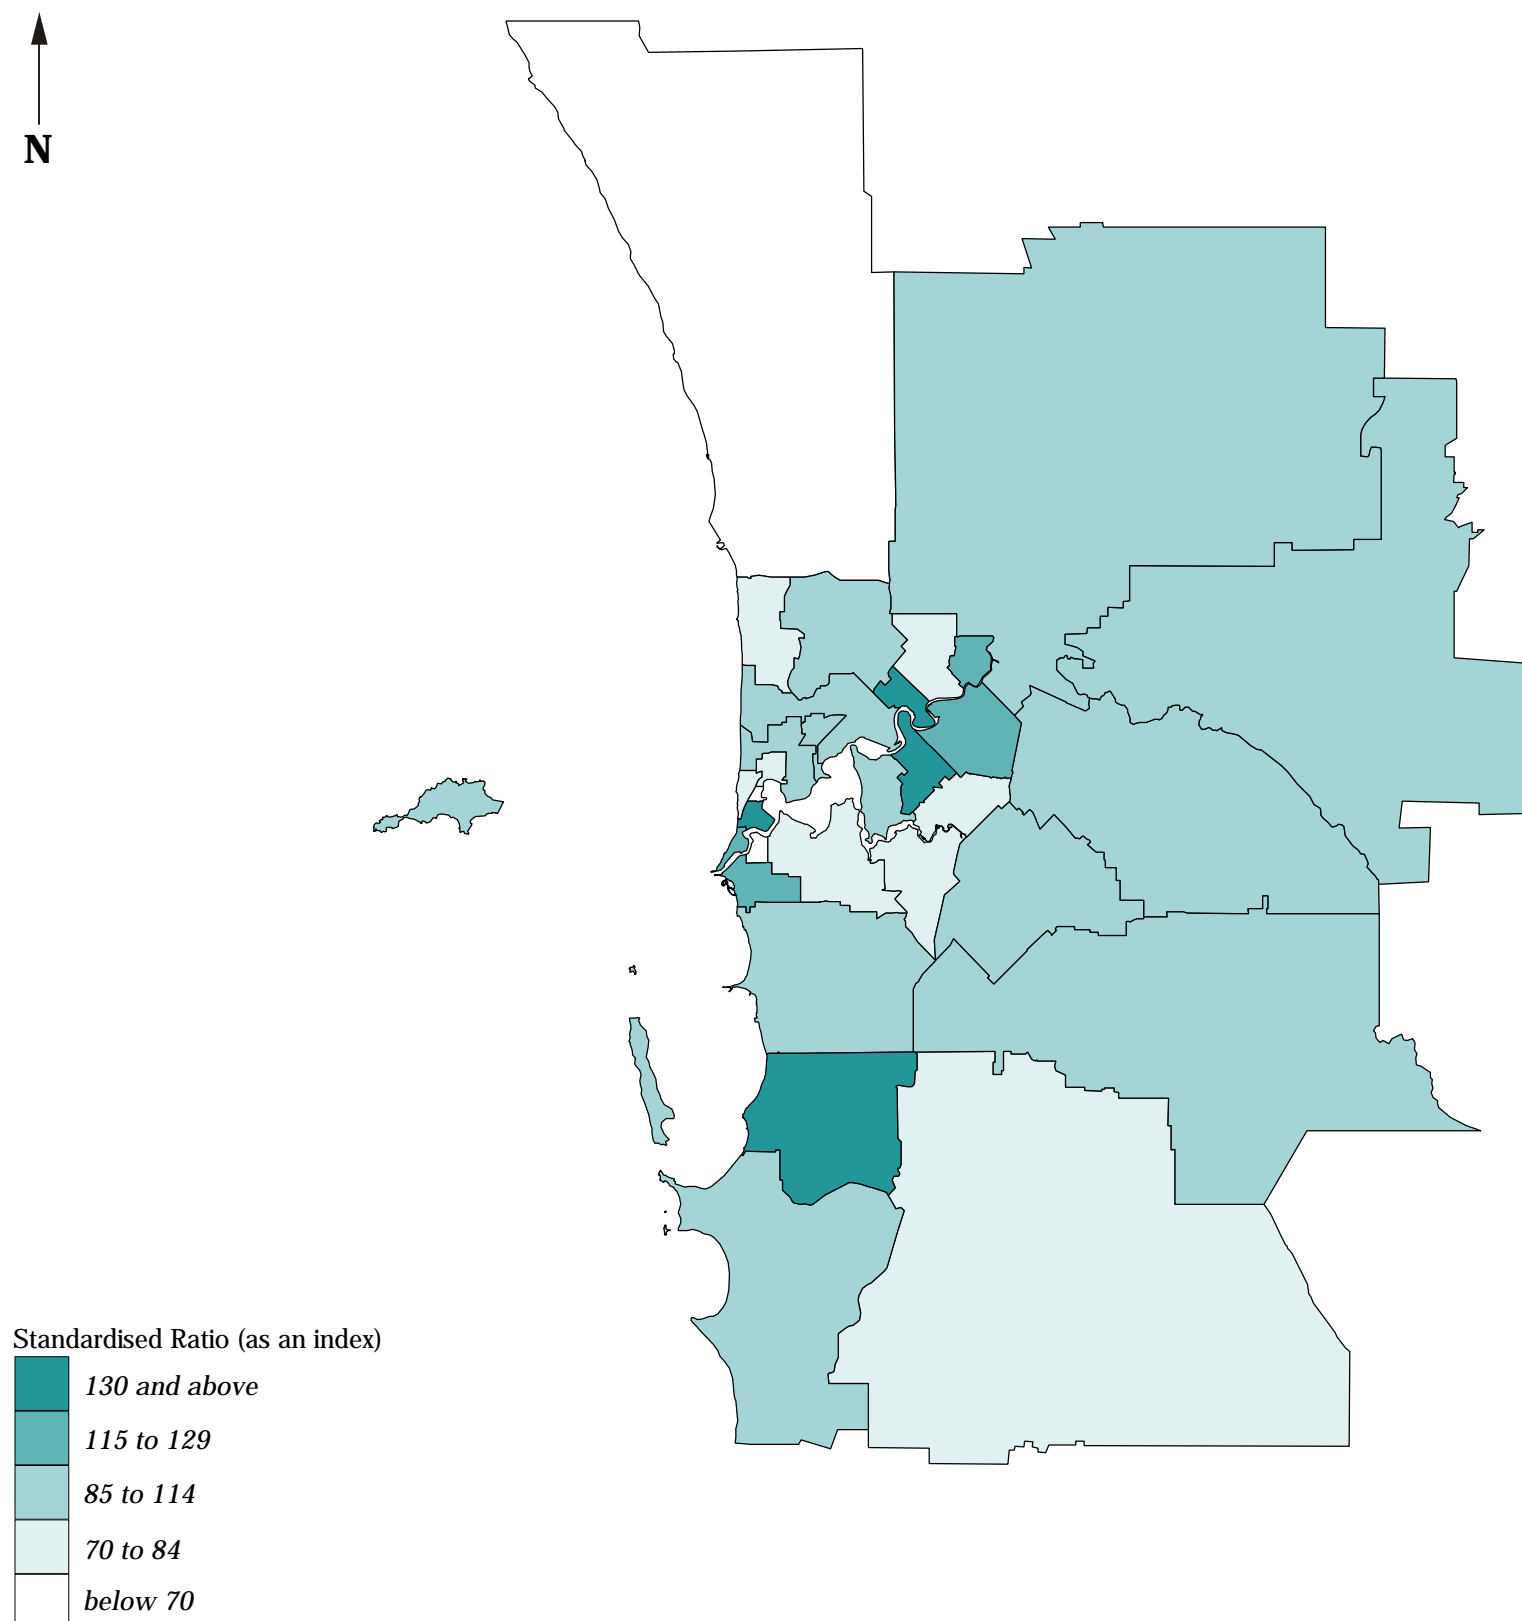 N
Standardised Ratio (as an index)
130 and above
115 to 129
85 to 114
70 to 84
below 70